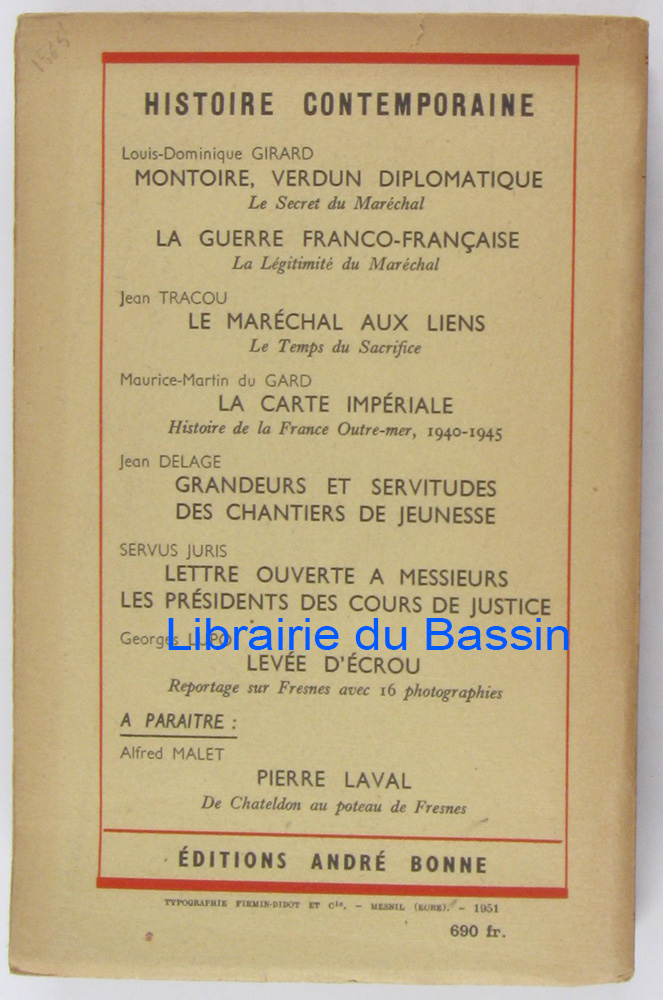 1565
HISTOIRE CONTEMPORAINE
Louis-Dominique GIRARD
MONTOIRE, VERDUN DIPLOMATIQUE
Le Secret du Maréchal
LA GUERRE FRANCO-FRANÇAISE
La Légitimité du Maréchal
Jean TRACOU
LE MARÉCHAL AUX LIENS
Le Temps du Sacrifice
Maurice-Martin du GARD
LA CARTE IMPÉRIALE
Histoire de la France Outre-mer, 1940-1945
Jean DELAGE
GRANDEURS ET SERVITUDES
DES CHANTIERS DE JEUNESSE
SERVUS JURIS
LETTRE OUVERTE A MESSIEURS
LES PRÉSIDENTS DES COURS DE JUSTICE
Georges LUPO
Librairie du Bassin
LEVÉE D'ÉCROU
Reportage sur Fresnes avec 16 photographies
A PARAITRE :
Alfred MALET
PIERRE LAVAL
De Chateldon au poteau de Fresnes
ÉDITIONS ANDRÉ BONNE
TYPOGRAPHIE FIRMIN-DIDOT ET Cie. - MESNIL (EURE). - 1951
690 fr.